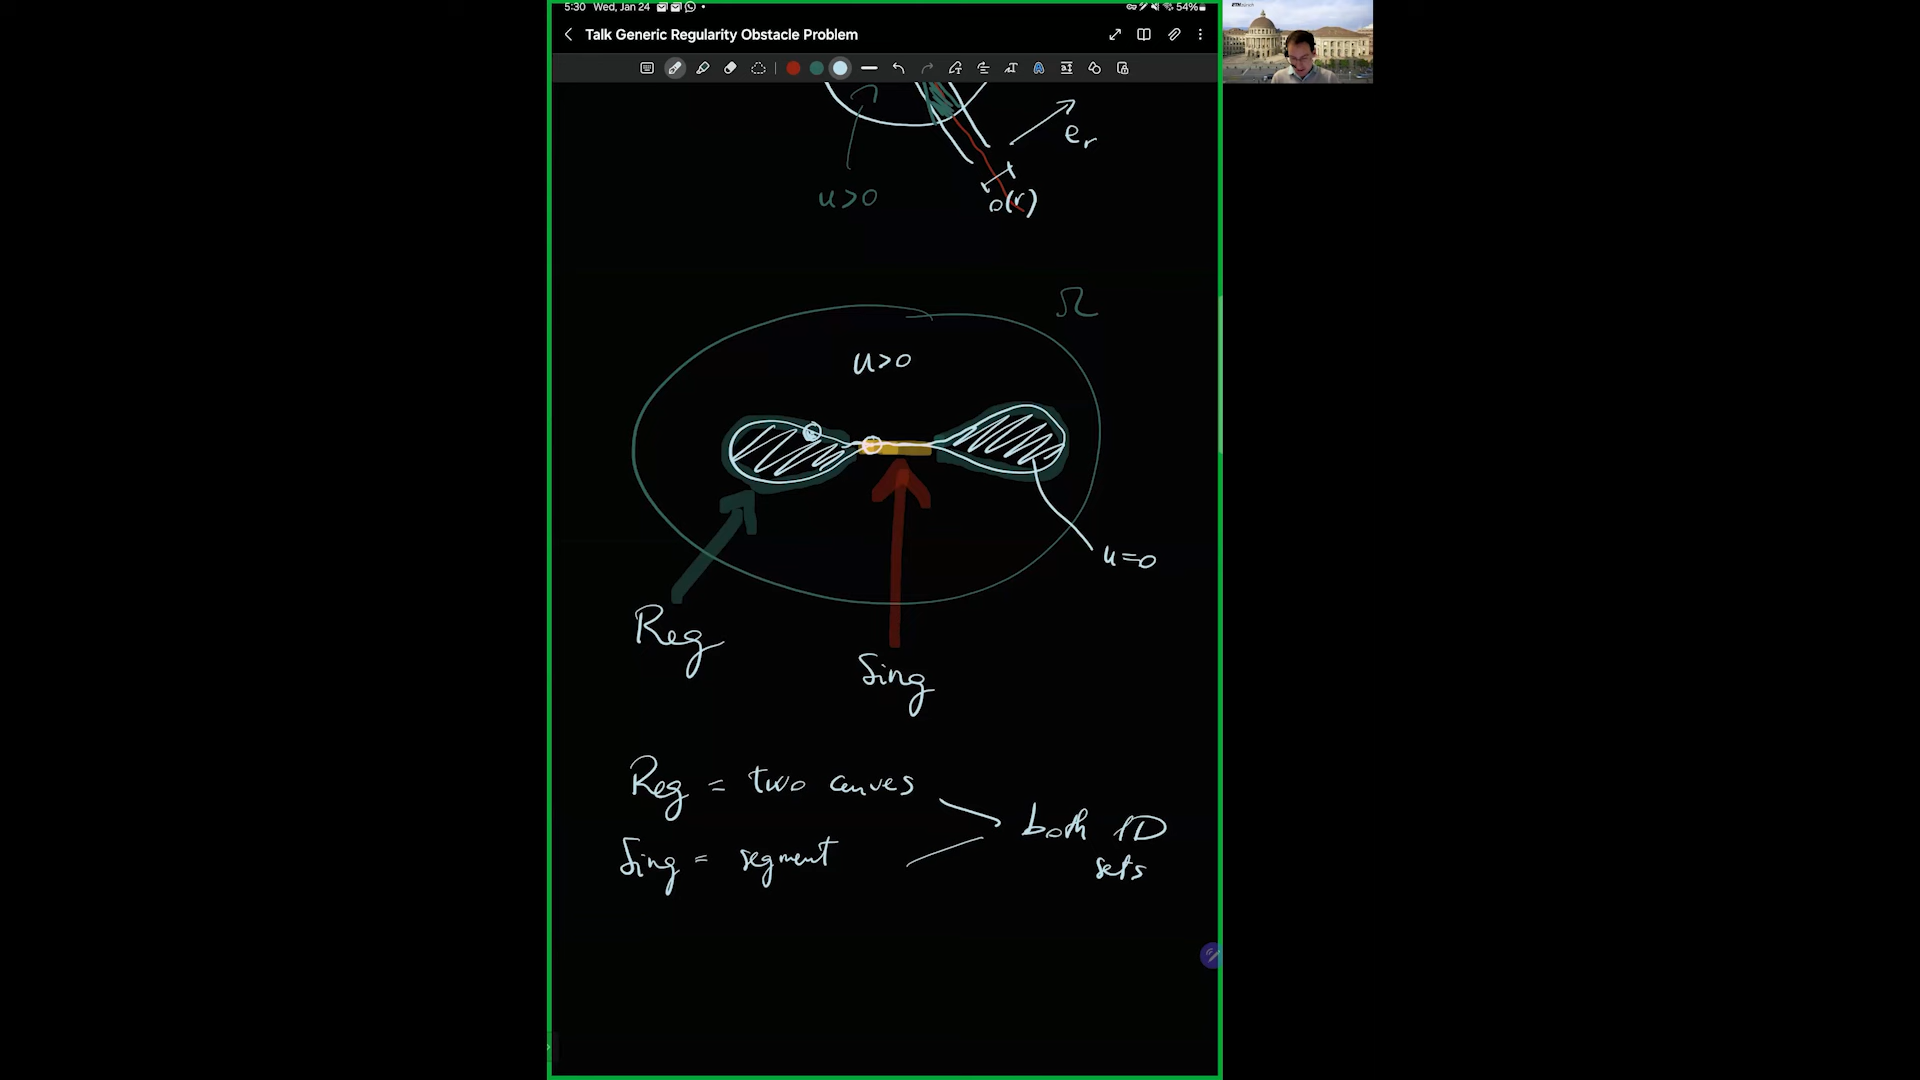 5:30 Wed, Jan 24
54%
Talk Generic Regularity Obstacle Problem
e_r
u>0
o(r)
Ω
u>0
u=0
Reg
Sing
Reg = two curves
Sing = segment
both 1D
sets